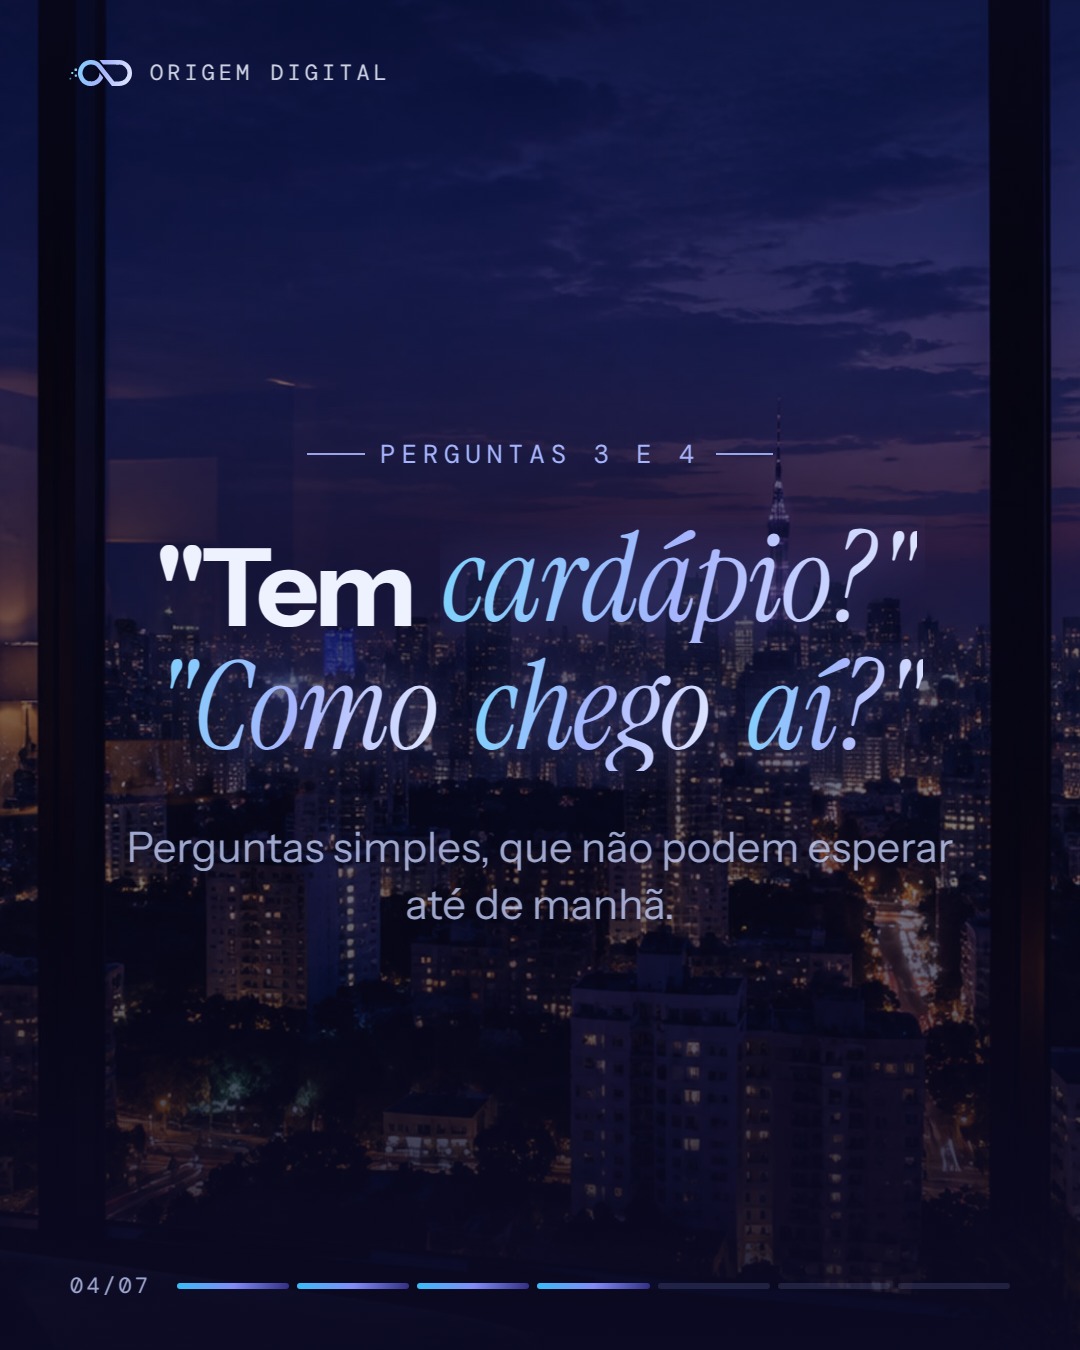 ORIGEM DIGITAL
PERGUNTAS 3 E 4
"Tem cardápio?"
"Como chego aí?"
Perguntas simples, que não podem esperar
até de manhã.
04/07